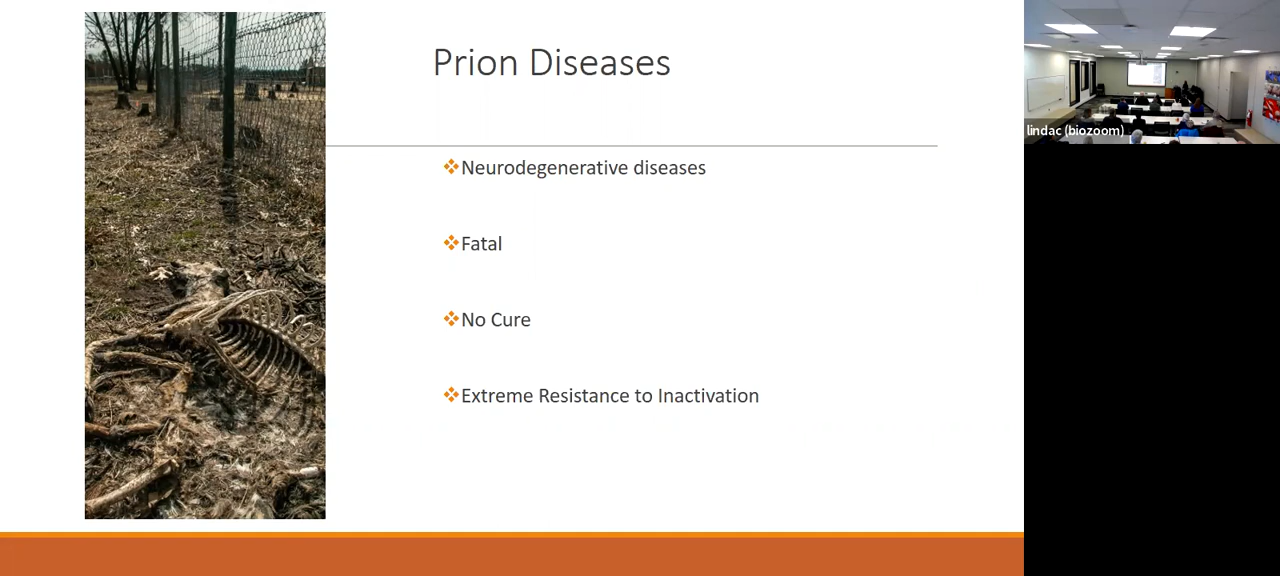 Prion Diseases
Neurodegenerative diseases
Fatal
No Cure
Extreme Resistance to Inactivation
lindac (biozoom)